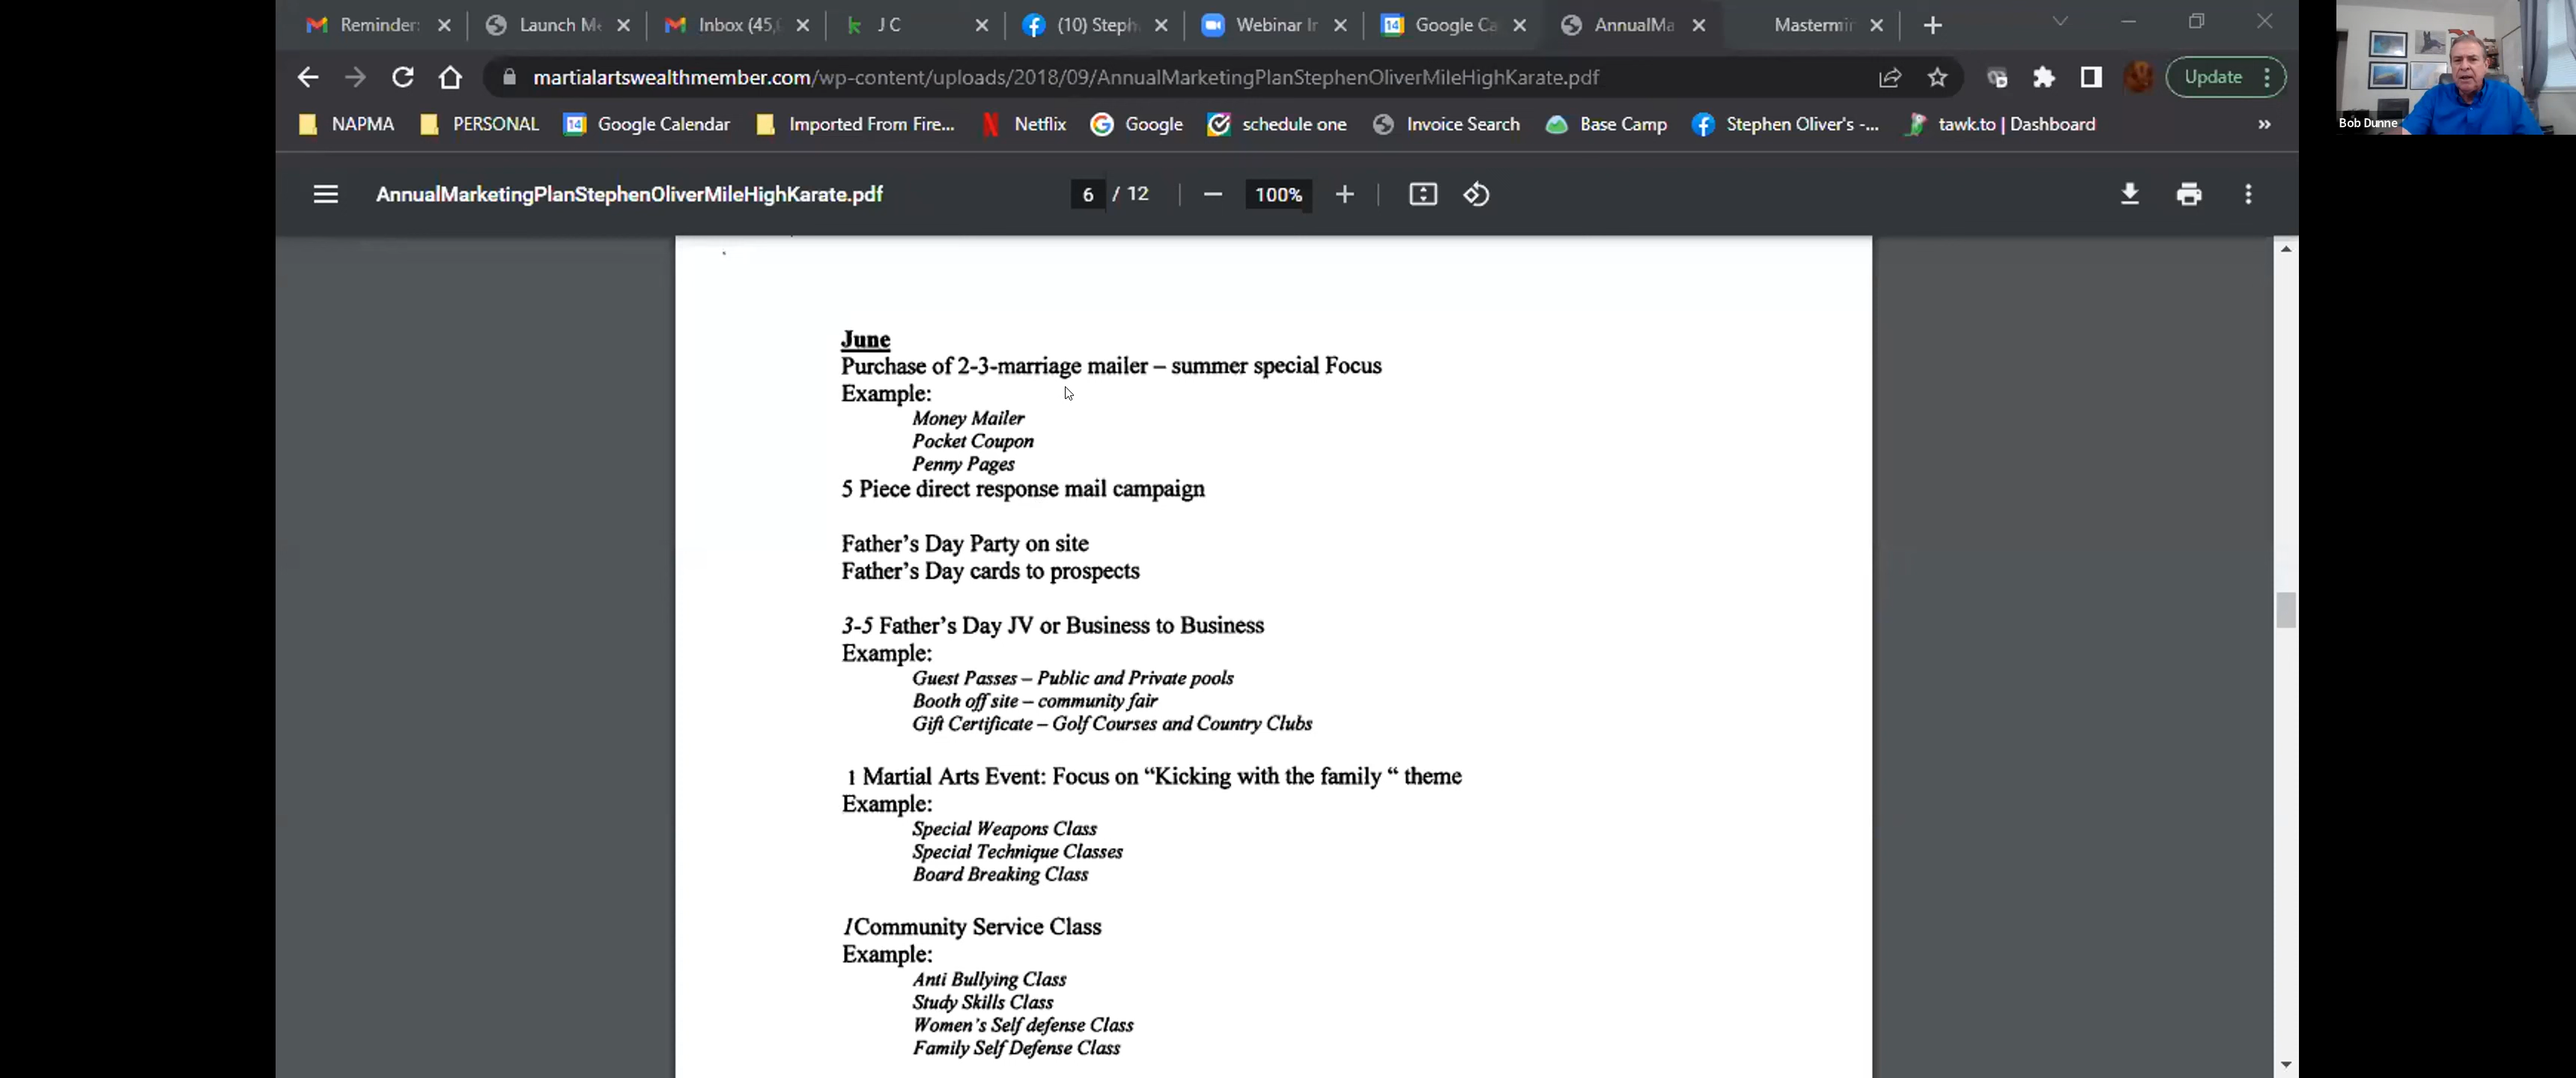 Reminder:
Launch Me
Inbox (45,
J C
(10) Steph
Webinar Ir
Google Ca
AnnualMa
Mastermin
martialartswealthmember.com/wp-content/uploads/2018/09/AnnualMarketingPlanStephenOliverMileHighKarate.pdf
Update
NAPMA
PERSONAL
14
Google Calendar
Imported From Fire...
Netflix
Google
schedule one
Invoice Search
Base Camp
Stephen Oliver's -...
tawk.to | Dashboard
»
Bob Dunne
AnnualMarketingPlanStephenOliverMileHighKarate.pdf
6 / 12
100%
June
Purchase of 2-3-marriage mailer – summer special Focus
Example:
Money Mailer
Pocket Coupon
Penny Pages
5 Piece direct response mail campaign
Father's Day Party on site
Father's Day cards to prospects
3-5 Father's Day JV or Business to Business
Example:
Guest Passes – Public and Private pools
Booth off site – community fair
Gift Certificate – Golf Courses and Country Clubs
1 Martial Arts Event: Focus on “Kicking with the family “ theme
Example:
Special Weapons Class
Special Technique Classes
Board Breaking Class
1Community Service Class
Example:
Anti Bullying Class
Study Skills Class
Women's Self defense Class
Family Self Defense Class